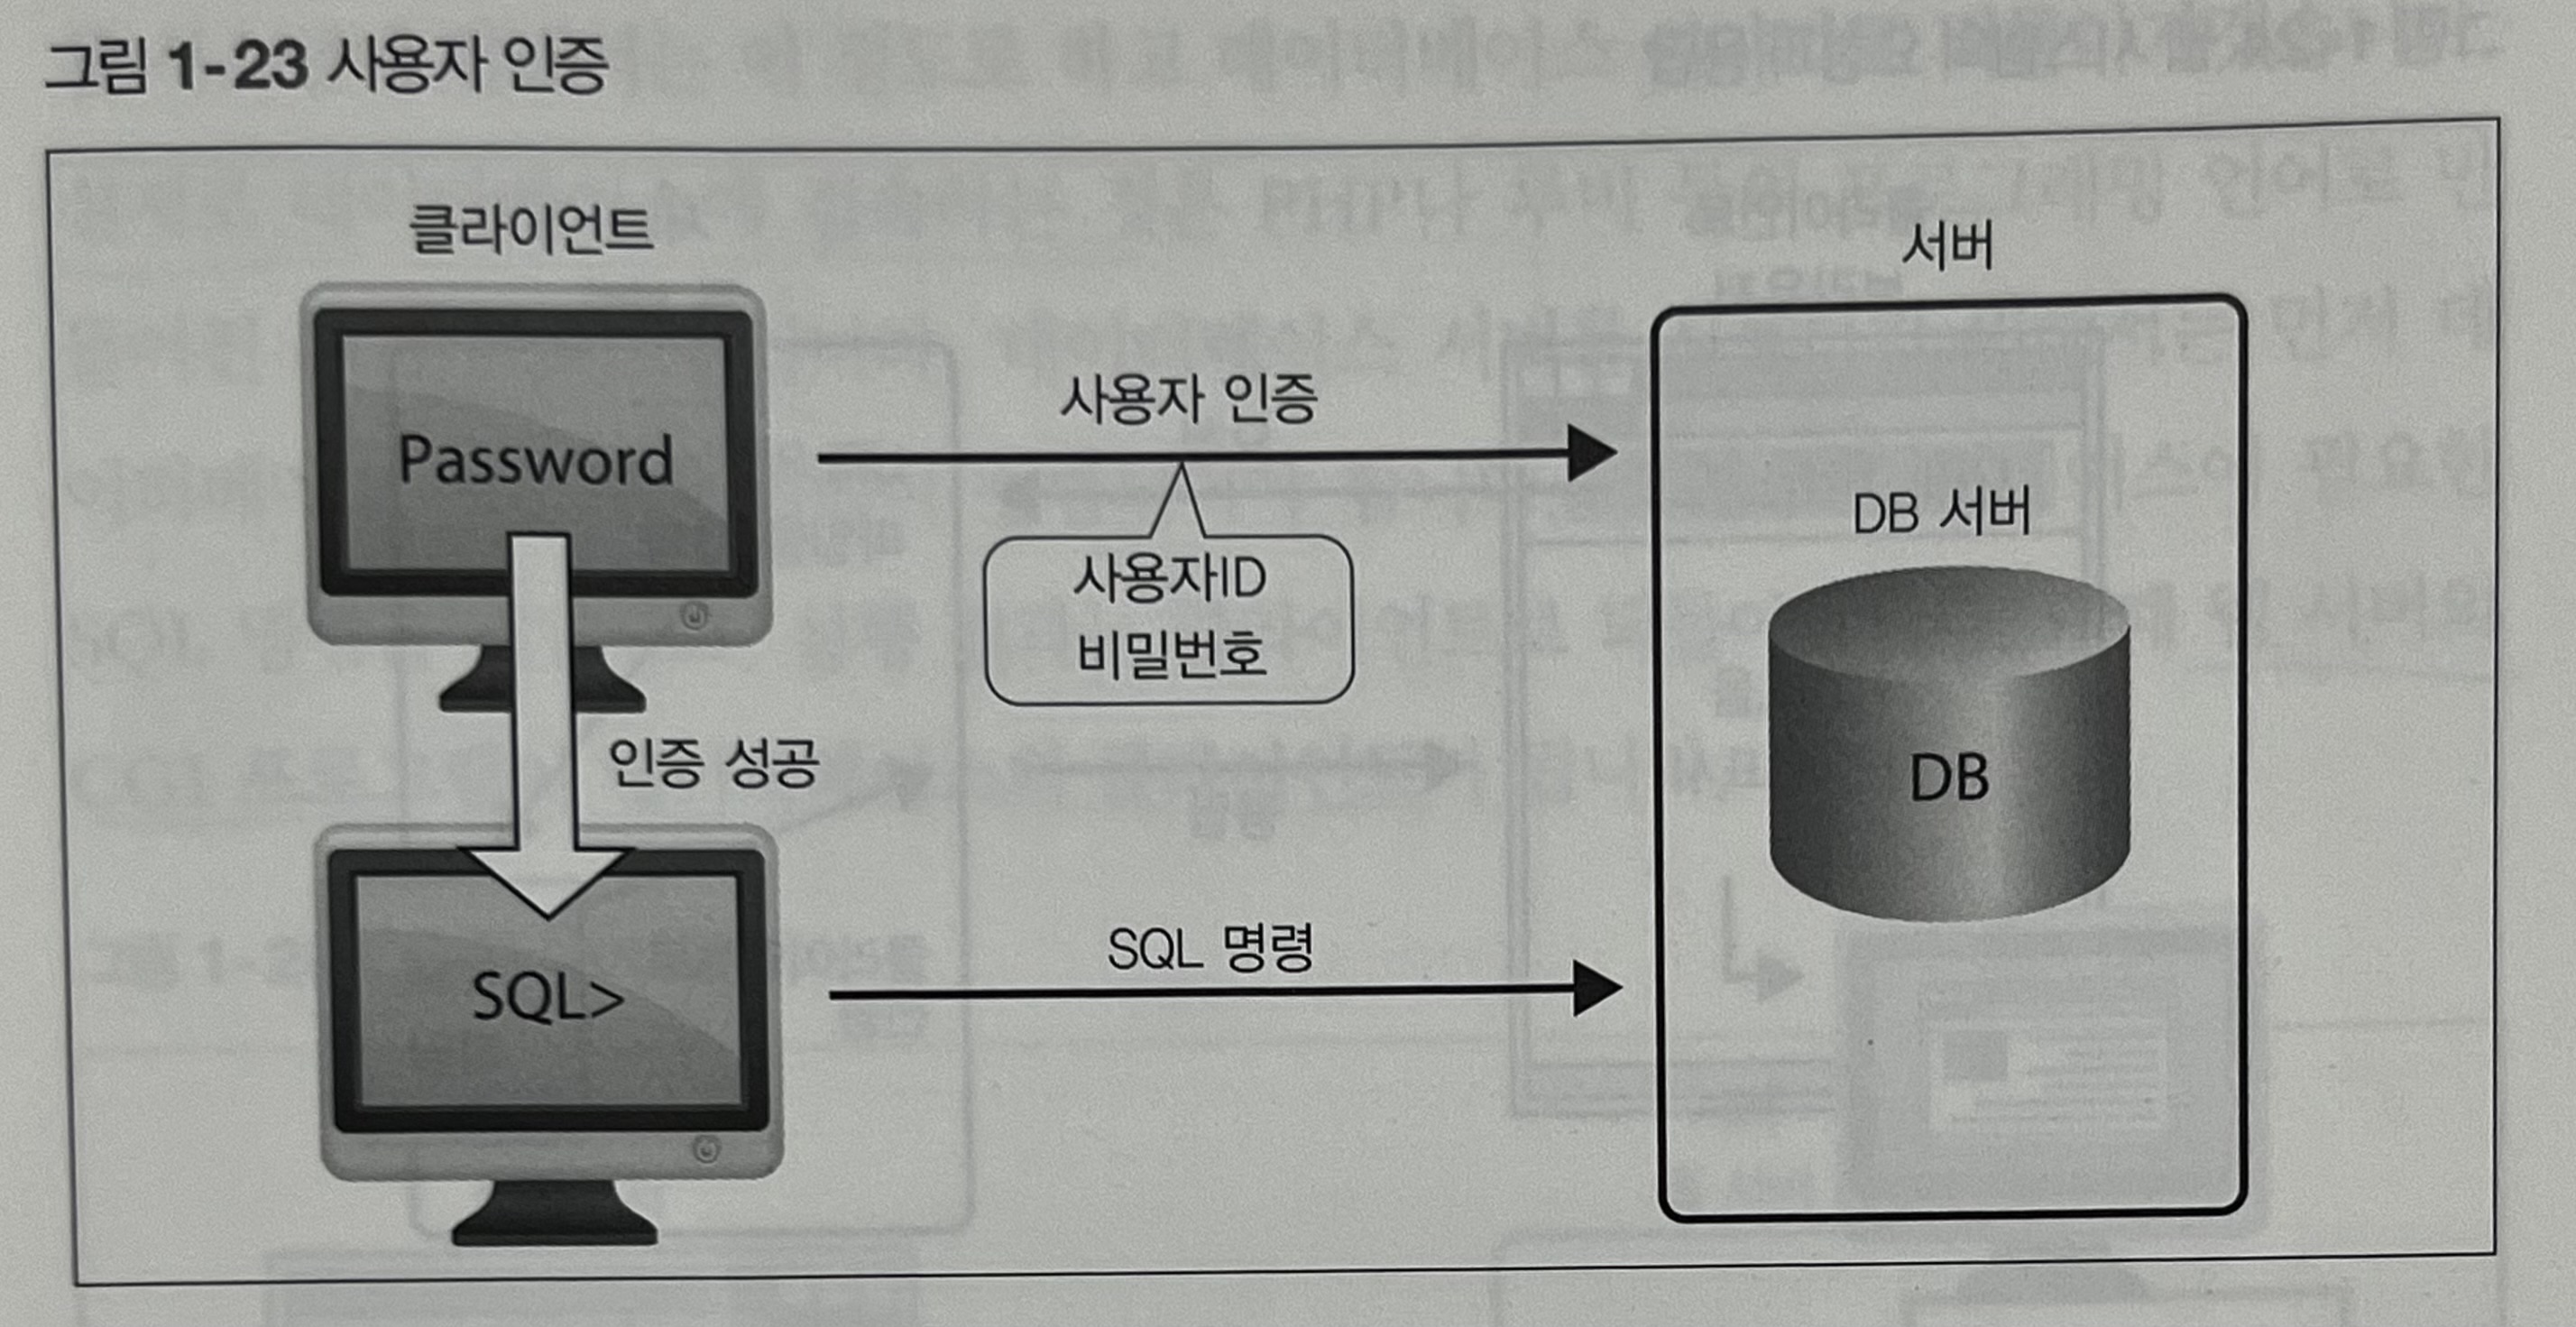 그림 1-23 사용자 인증
클라이언트
서버
Password
사용자 인증
사용자ID
비밀번호
DB 서버
DB
인증 성공
SQL>
SQL 명령